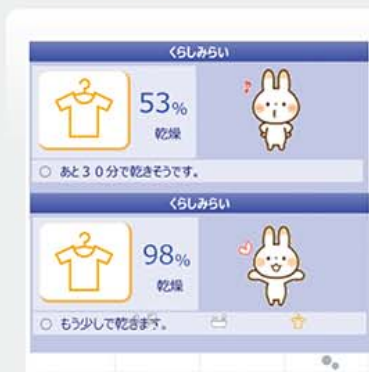 くらしみらい
53%
乾燥
○ あと３０分で乾きそうです。
くらしみらい
98%
乾燥
○ もう少しで乾きます。